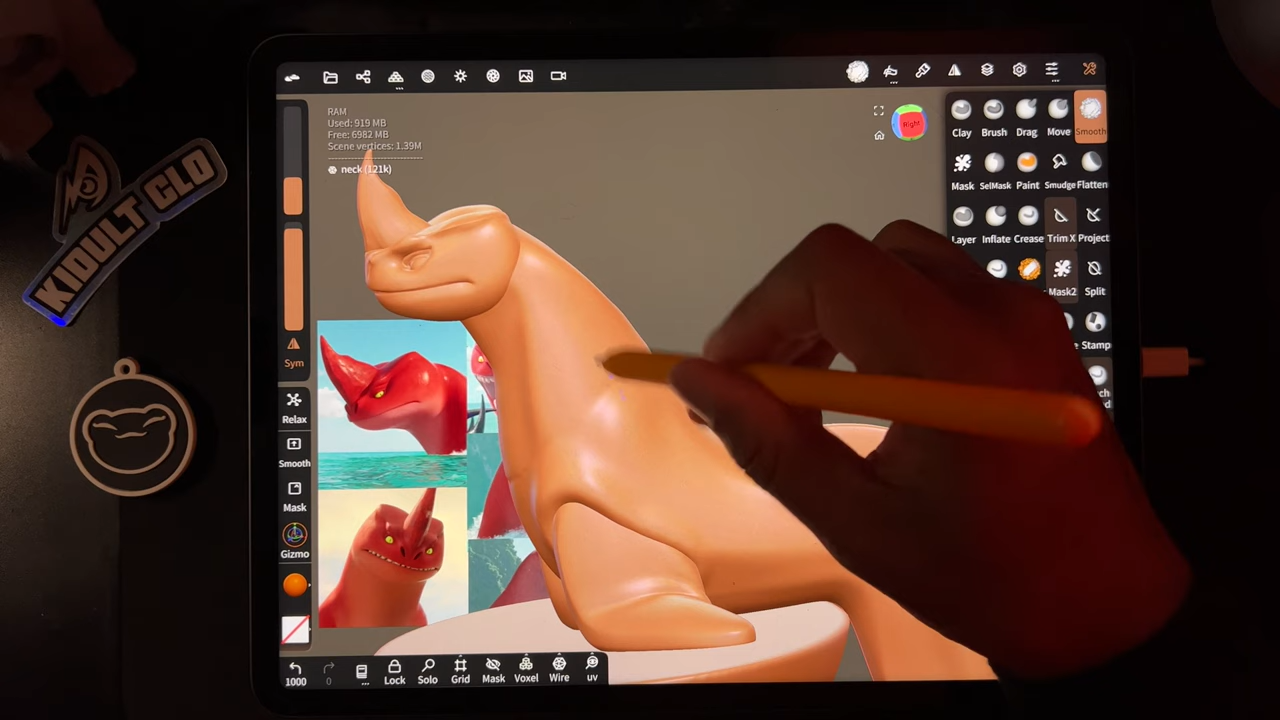 KIDULT CLO
RAM
Used: 919 MB
Free: 6982 MB
Scene vertices: 1.39M
neck (121k)
Right
Clay
Brush
Drag
Move
Smooth
Mask
SelMask
Paint
Smudge
Flatten
Layer
Inflate
Crease
Trim X
Project
Mask2
Split
Stamp
Sym
Relax
Smooth
Mask
Gizmo
1000
0
Lock
Solo
Grid
Mask
Voxel
Wire
uv